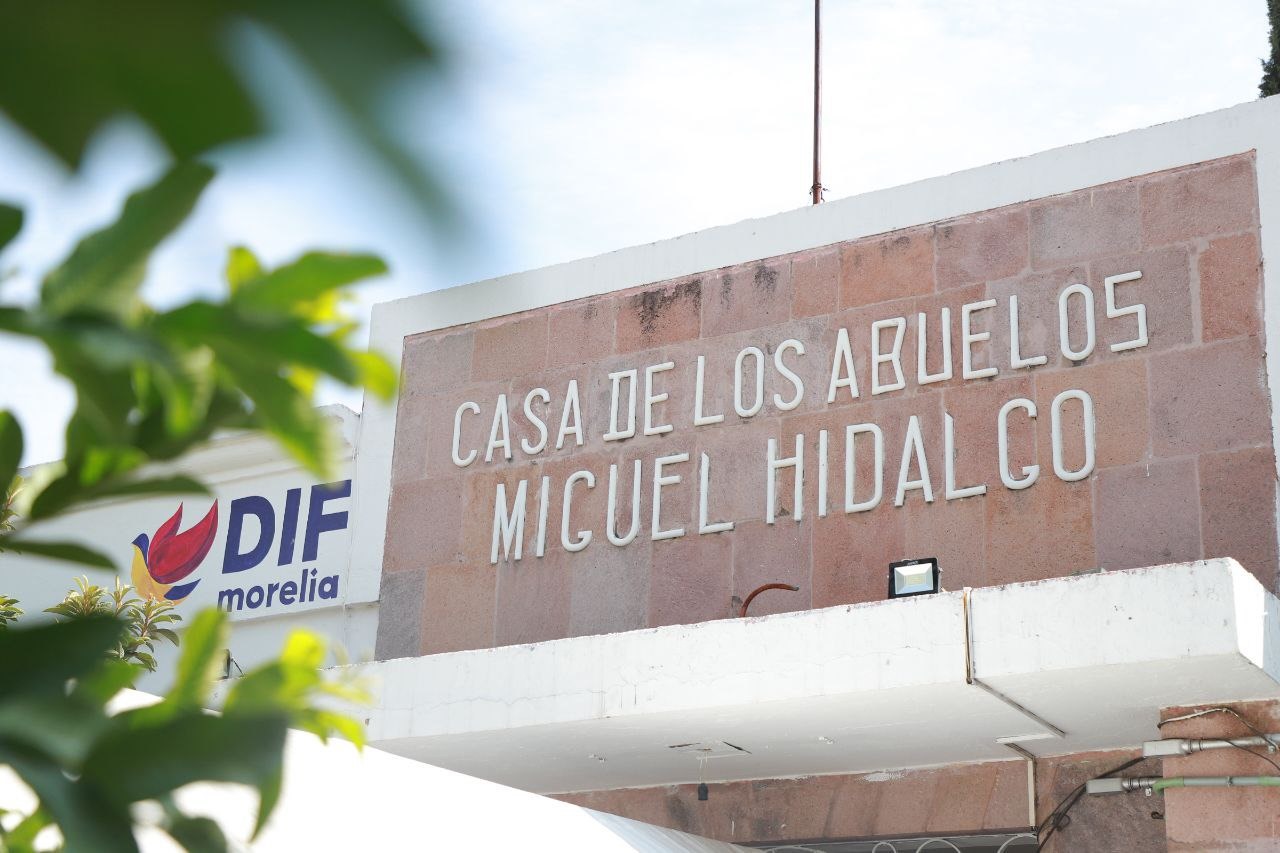 CASA DE LOS ABUELOS
MIGUEL HIDALGO
DIF
morelia